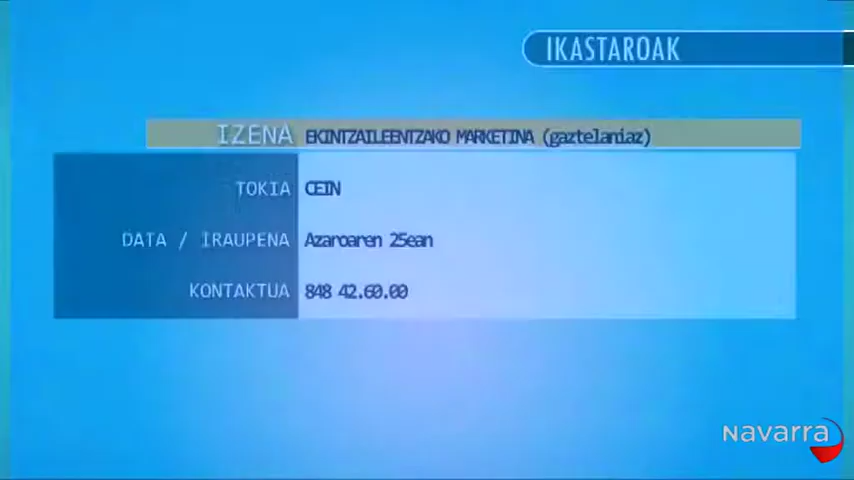 IKASTAROAK
IZENA EKINTZAILEENTZAKO MARKETINA (gaztelaniaz)
TOKIA CEIN
DATA / IRAUPENA Azaroaren 25ean
KONTAKTUA 848 42.60.00
Navarra